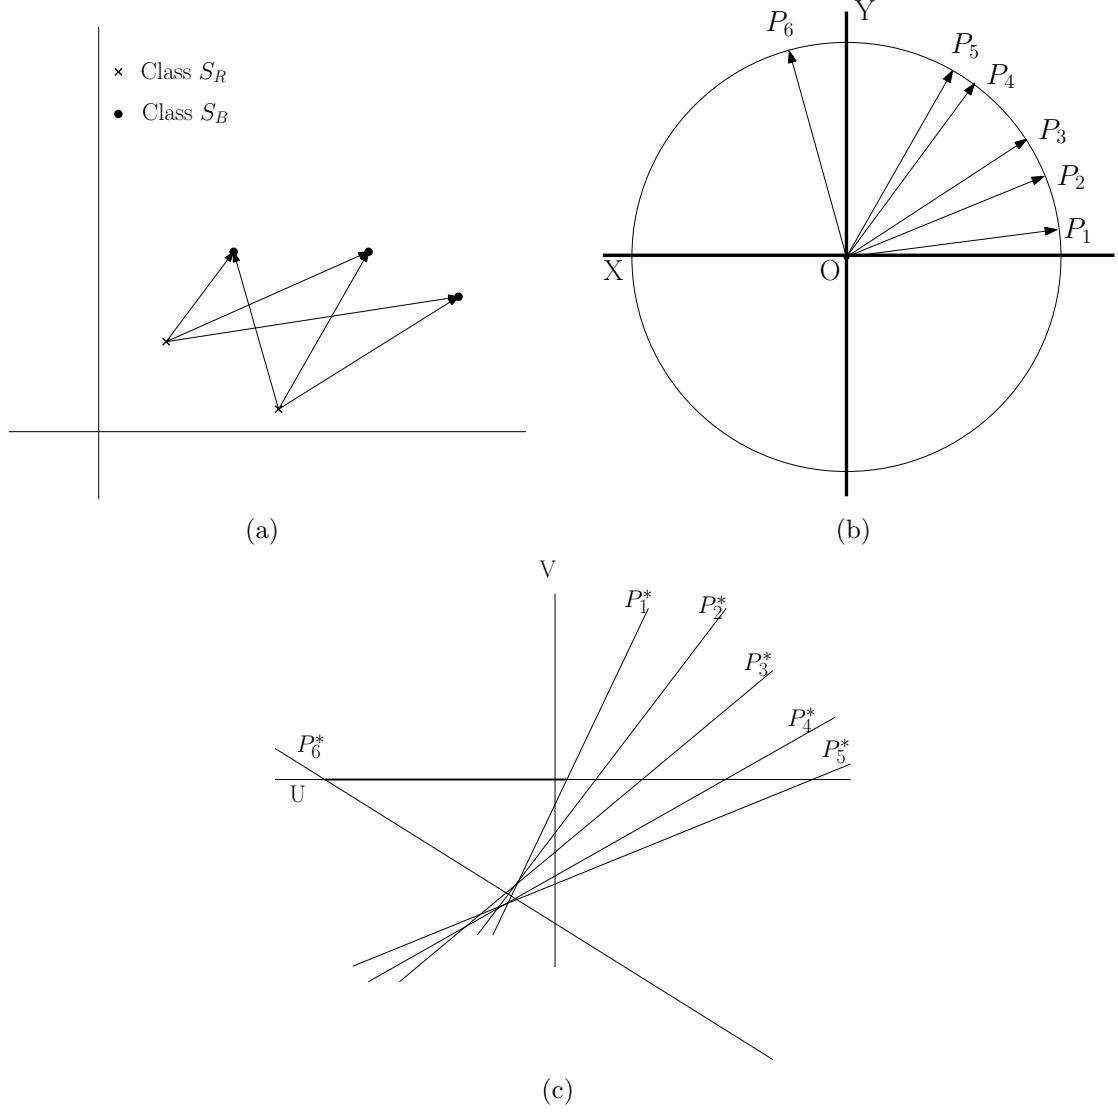 Class $S_R$
Class $S_B$
(a)
Y
$P_6$
$P_5$
$P_4$
$P_3$
$P_2$
$P_1$
X
O
(b)
V
$P_1^*$
$P_2^*$
$P_3^*$
$P_4^*$
$P_5^*$
$P_6^*$
U
(c)